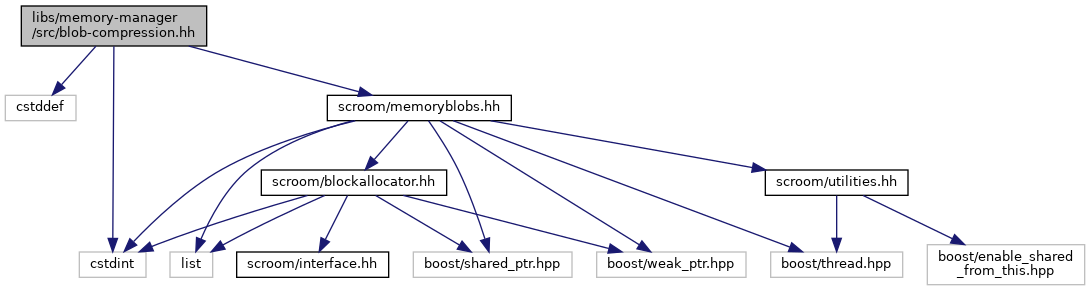 libs/memory-manager
/src/blob-compression.hh
cstddef
scroom/memoryblobs.hh
scroom/blockallocator.hh
scroom/utilities.hh
cstdint
list
scroom/interface.hh
boost/shared_ptr.hpp
boost/weak_ptr.hpp
boost/thread.hpp
boost/enable_shared
_from_this.hpp